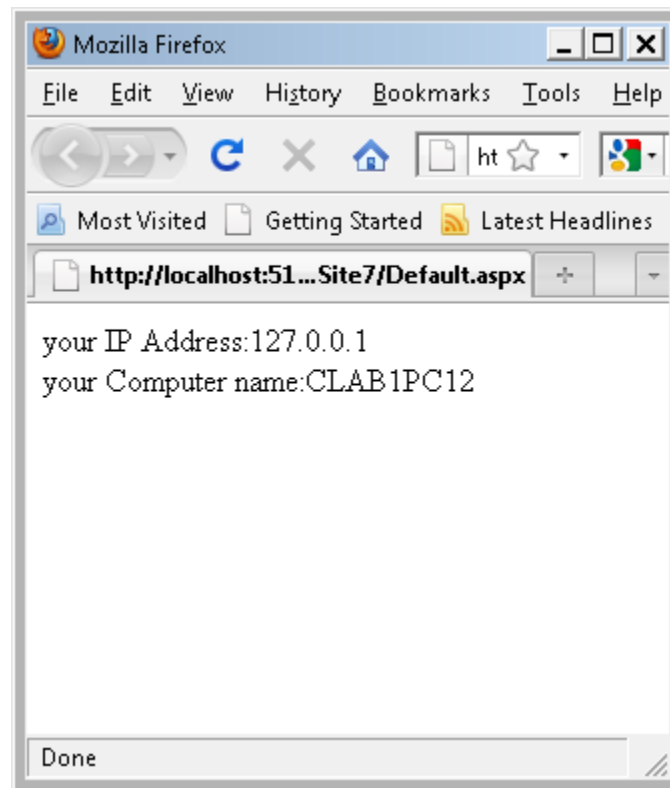 Mozilla Firefox
File Edit View History Bookmarks Tools Help
ht
Most Visited Getting Started Latest Headlines
http://localhost:51...Site7/Default.aspx
your IP Address:127.0.0.1
your Computer name:CLAB1PC12
Done